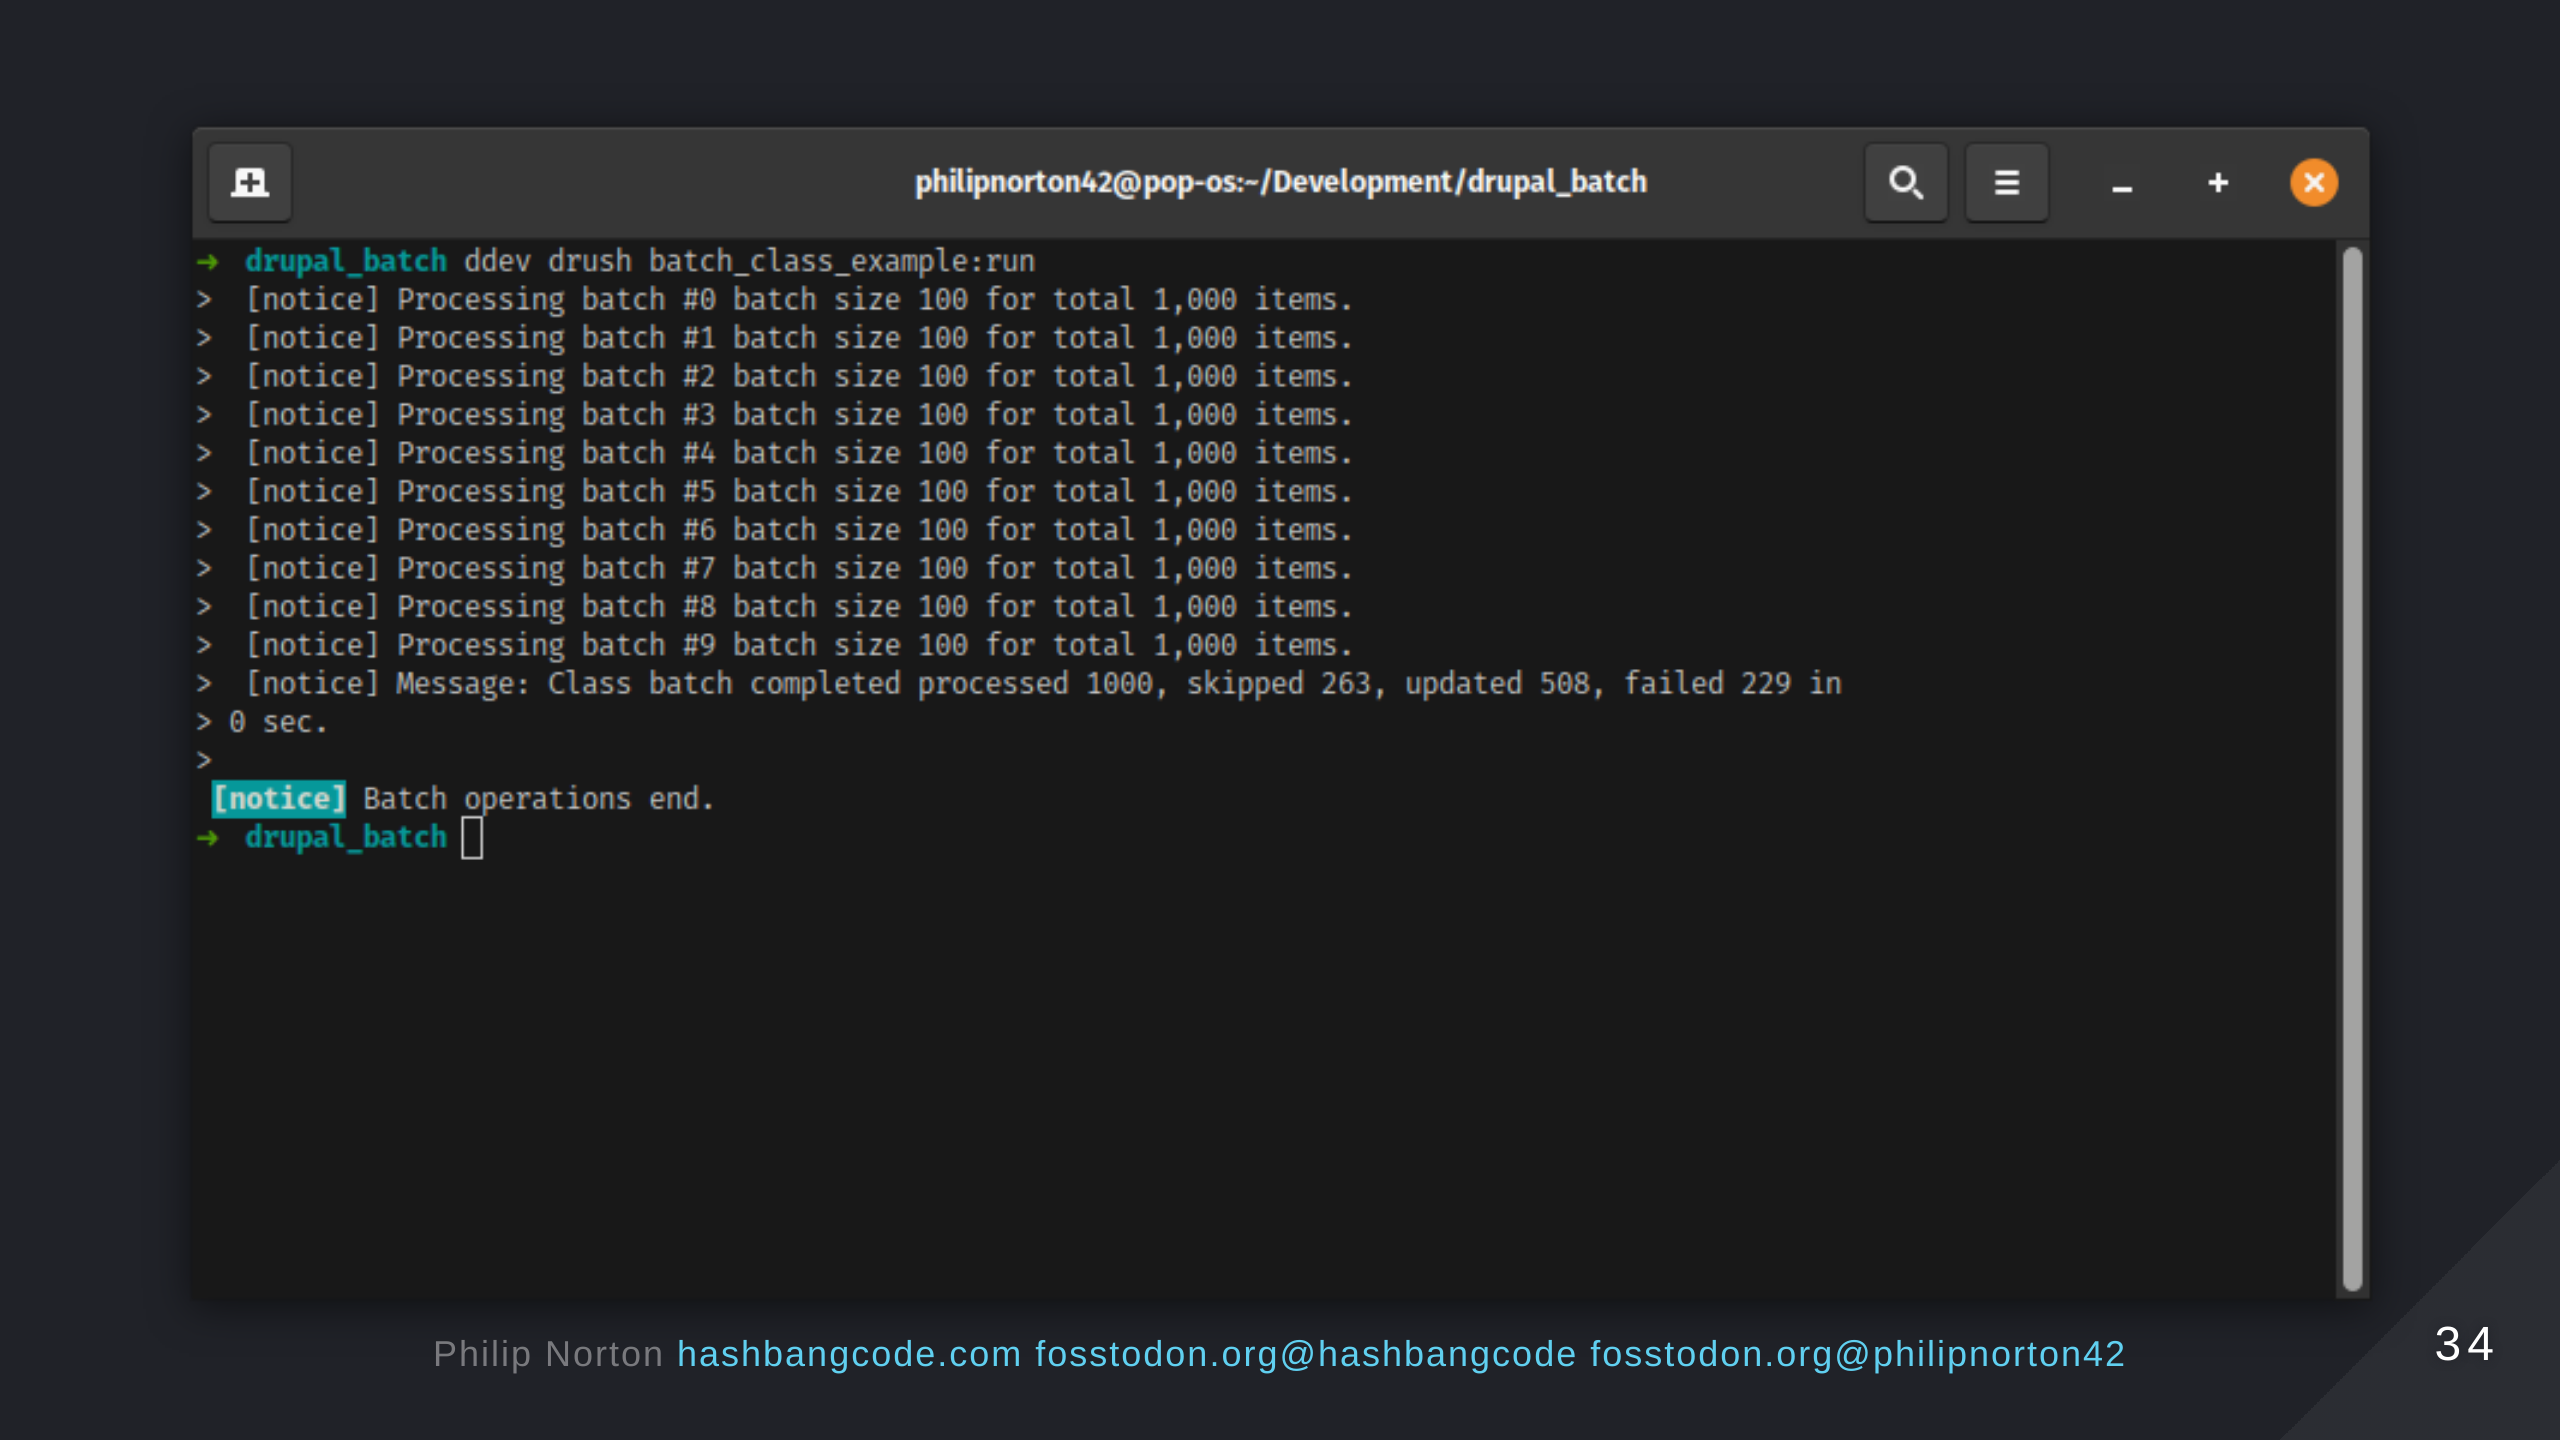 philipnorton42@pop-os:~/Development/drupal_batch
➜ drupal_batch ddev drush batch_class_example:run
> [notice] Processing batch #0 batch size 100 for total 1,000 items.
> [notice] Processing batch #1 batch size 100 for total 1,000 items.
> [notice] Processing batch #2 batch size 100 for total 1,000 items.
> [notice] Processing batch #3 batch size 100 for total 1,000 items.
> [notice] Processing batch #4 batch size 100 for total 1,000 items.
> [notice] Processing batch #5 batch size 100 for total 1,000 items.
> [notice] Processing batch #6 batch size 100 for total 1,000 items.
> [notice] Processing batch #7 batch size 100 for total 1,000 items.
> [notice] Processing batch #8 batch size 100 for total 1,000 items.
> [notice] Processing batch #9 batch size 100 for total 1,000 items.
> [notice] Message: Class batch completed processed 1000, skipped 263, updated 508, failed 229 in
> 0 sec.
>
[notice] Batch operations end.
➜ drupal_batch
Philip Norton hashbangcode.com fosstodon.org@hashbangcode fosstodon.org@philipnorton42
34